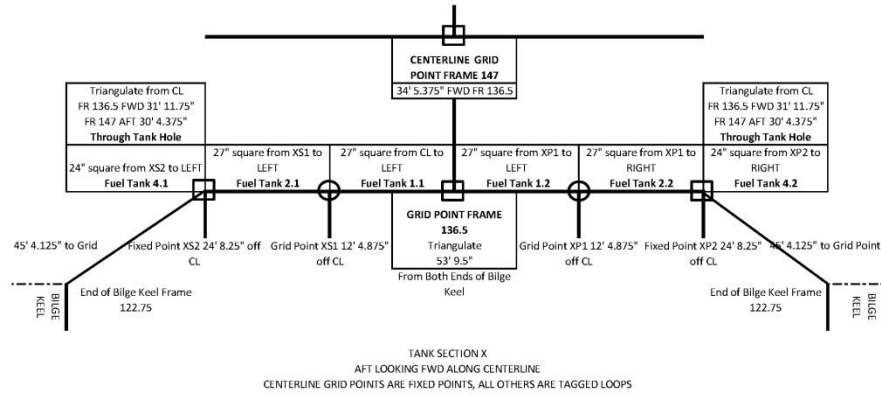 CENTERLINE GRID
POINT FRAME 147
34' 5.375" FWD FR 136.5
Triangulate from CL
FR 136.5 FWD 31' 11.75"
FR 147 AFT 30' 4.375"
Through Tank Hole
Triangulate from CL
FR 136.5 FWD 31' 11.75"
FR 147 AFT 30' 4.375"
Through Tank Hole
24" square from XS2 to LEFT
Fuel Tank 4.1
27" square from XS1 to
LEFT
Fuel Tank 2.1
27" square from CL to
LEFT
Fuel Tank 1.1
27" square from XP1 to
LEFT
Fuel Tank 1.2
27" square from XP1 to
RIGHT
Fuel Tank 2.2
24" square from XP2 to
RIGHT
Fuel Tank 4.2
GRID POINT FRAME
136.5
Triangulate
53' 9.5"
From Both Ends of Bilge
Keel
45' 4.125" to Grid
Fixed Point XS2 24' 8.25" off
CL
Grid Point XS1 12' 4.875"
off CL
Grid Point XP1 12' 4.875"
off CL
Fixed Point XP2 24' 8.25" off
CL
45' 4.125" to Grid Point
BILGE
KEEL
End of Bilge Keel Frame
122.75
End of Bilge Keel Frame
122.75
BILGE
KEEL
TANK SECTION X
AFT LOOKING FWD ALONG CENTERLINE
CENTERLINE GRID POINTS ARE FIXED POINTS, ALL OTHERS ARE TAGGED LOOPS